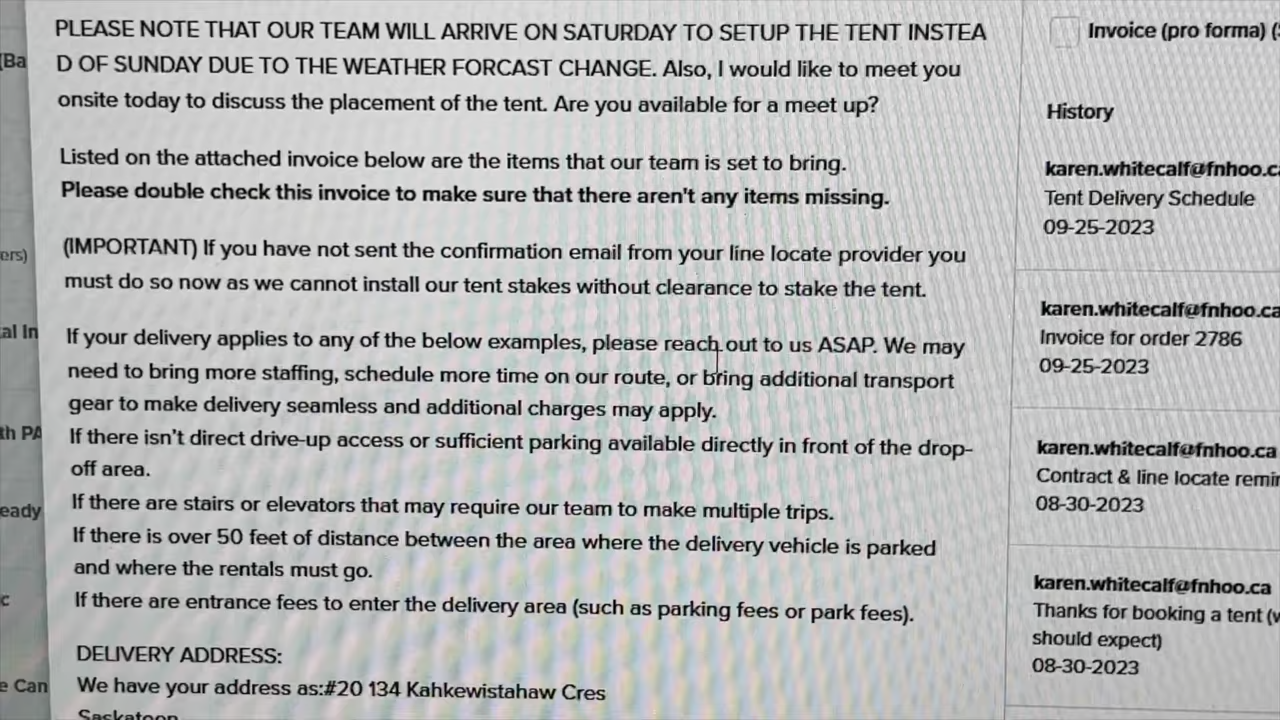 PLEASE NOTE THAT OUR TEAM WILL ARRIVE ON SATURDAY TO SETUP THE TENT INSTEA
D OF SUNDAY DUE TO THE WEATHER FORCAST CHANGE. Also, I would like to meet you
onsite today to discuss the placement of the tent. Are you available for a meet up?
Listed on the attached invoice below are the items that our team is set to bring.
Please double check this invoice to make sure that there aren't any items missing.
(IMPORTANT) If you have not sent the confirmation email from your line locate provider you
must do so now as we cannot install our tent stakes without clearance to stake the tent.
If your delivery applies to any of the below examples, please reach out to us ASAP. We may
need to bring more staffing, schedule more time on our route, or bring additional transport
gear to make delivery seamless and additional charges may apply.
If there isn't direct drive-up access or sufficient parking available directly in front of the drop-
off area.
If there are stairs or elevators that may require our team to make multiple trips.
If there is over 50 feet of distance between the area where the delivery vehicle is parked
and where the rentals must go.
If there are entrance fees to enter the delivery area (such as parking fees or park fees).
DELIVERY ADDRESS:
We have your address as:#20 134 Kahkewistahaw Cres
Saskatoon
Invoice (pro forma) (
History
karen.whitecalf@fnhoo.c
Tent Delivery Schedule
09-25-2023
karen.whitecalf@fnhoo.ca
Invoice for order 2786
09-25-2023
karen.whitecalf@fnhoo.ca
Contract & line locate remi
08-30-2023
karen.whitecalf@fnhoo.ca
Thanks for booking a tent (
should expect)
08-30-2023
(Ba
ers)
al In
th PA
eady
c
e Can